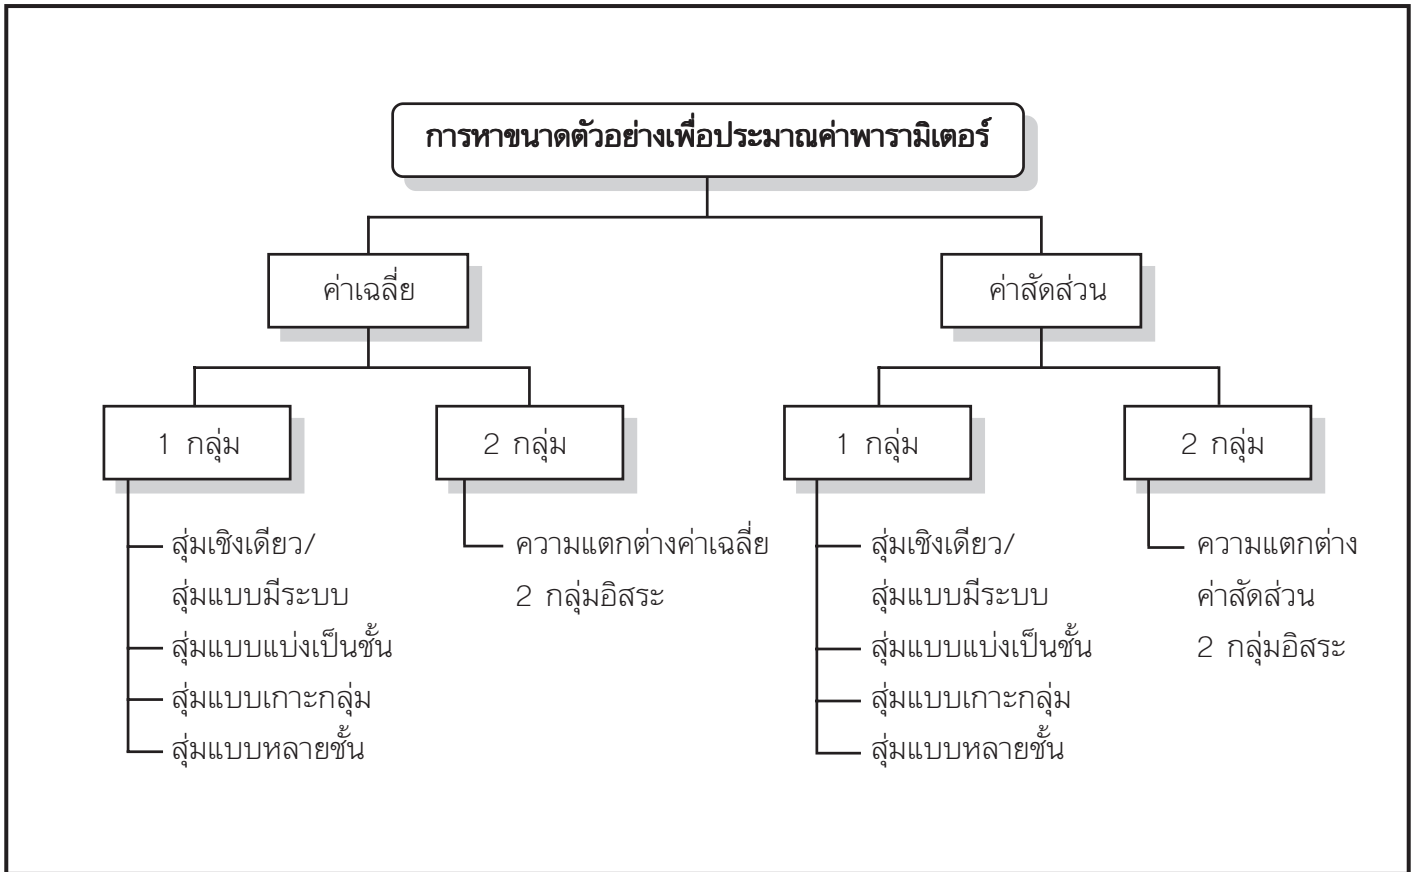 การหาขนาดตัวอย่างเพื่อประมาณค่าพารามิเตอร์
ค่าเฉลี่ย
ค่าสัดส่วน
1 กลุ่ม
2 กลุ่ม
1 กลุ่ม
2 กลุ่ม
สุ่มเชิงเดียว/
สุ่มแบบมีระบบ
สุ่มแบบแบ่งเป็นชั้น
สุ่มแบบเกาะกลุ่ม
สุ่มแบบหลายชั้น
ความแตกต่างค่าเฉลี่ย
2 กลุ่มอิสระ
สุ่มเชิงเดียว/
สุ่มแบบมีระบบ
สุ่มแบบแบ่งเป็นชั้น
สุ่มแบบเกาะกลุ่ม
สุ่มแบบหลายชั้น
ความแตกต่าง
ค่าสัดส่วน
2 กลุ่มอิสระ